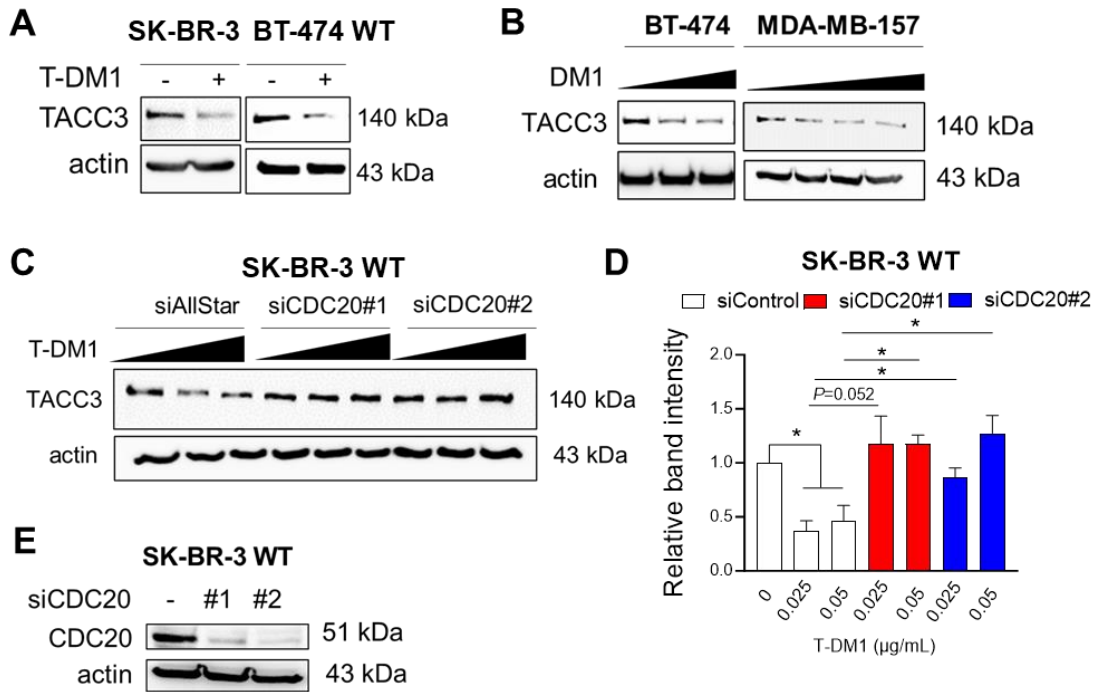 A
SK-BR-3 BT-474 WT
T-DM1 - + - +
TACC3 140 kDa
actin 43 kDa
B
BT-474 MDA-MB-157
DM1
TACC3 140 kDa
actin 43 kDa
C
SK-BR-3 WT
siAllStar siCDC20#1 siCDC20#2
T-DM1
TACC3 140 kDa
actin 43 kDa
D
SK-BR-3 WT
siControl siCDC20#1 siCDC20#2
Relative band intensity
2.0
1.5
1.0
0.5
0.0
*
*
*
P=0.052
*
0 0.025 0.05 0.025 0.05 0.025 0.05
T-DM1 (µg/mL)
E
SK-BR-3 WT
siCDC20 - #1 #2
CDC20 51 kDa
actin 43 kDa